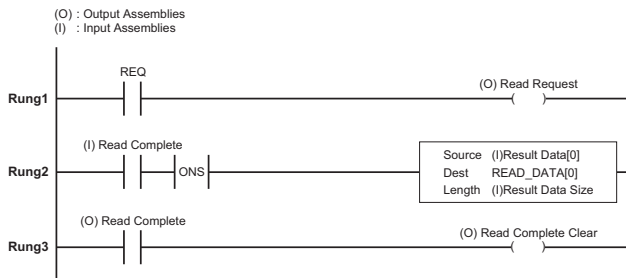 (O) : Output Assemblies
(I) : Input Assemblies
REQ
(O) Read Request
Rung1
(I) Read Complete
Rung2
ONS
Source (I)Result Data[0]
Dest READ_DATA[0]
Length (I)Result Data Size
(O) Read Complete
(O) Read Complete Clear
Rung3